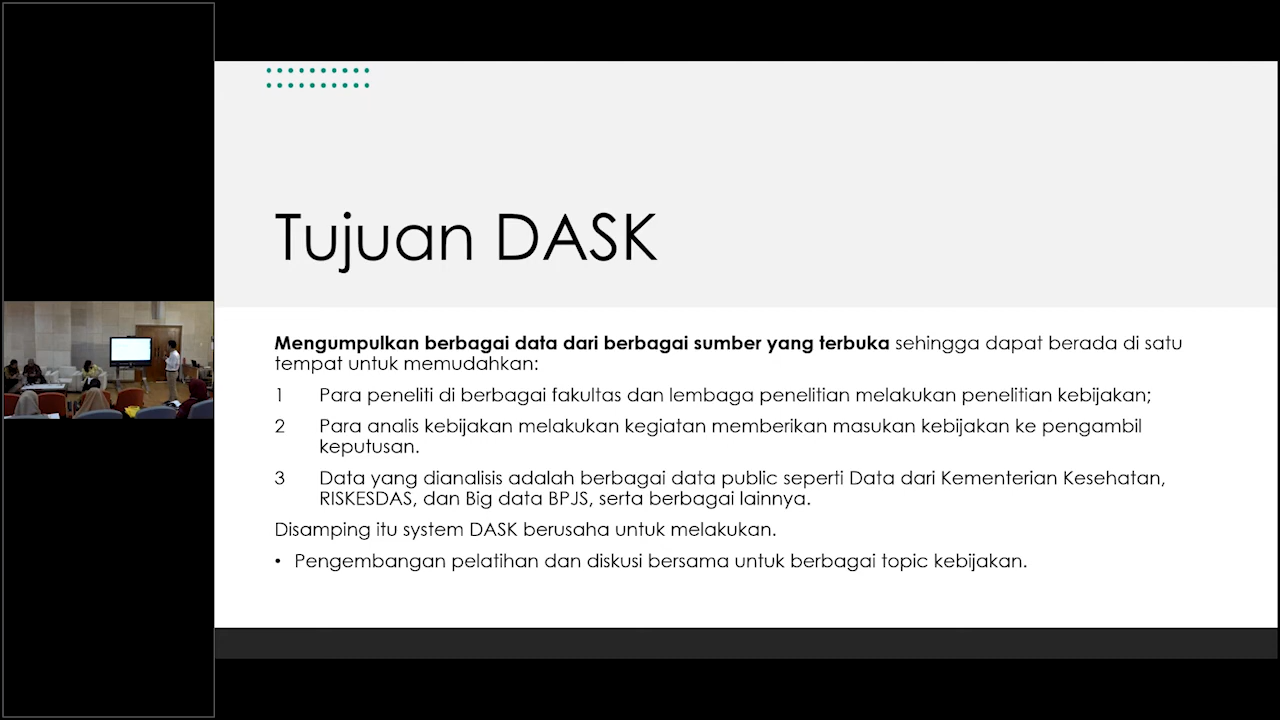 Tujuan DASK
Mengumpulkan berbagai data dari berbagai sumber yang terbuka sehingga dapat berada di satu
tempat untuk memudahkan:
1 Para peneliti di berbagai fakultas dan lembaga penelitian melakukan penelitian kebijakan;
2 Para analis kebijakan melakukan kegiatan memberikan masukan kebijakan ke pengambil
keputusan.
3 Data yang dianalisis adalah berbagai data public seperti Data dari Kementerian Kesehatan,
RISKESDAS, dan Big data BPJS, serta berbagai lainnya.
Disamping itu system DASK berusaha untuk melakukan.
• Pengembangan pelatihan dan diskusi bersama untuk berbagai topic kebijakan.